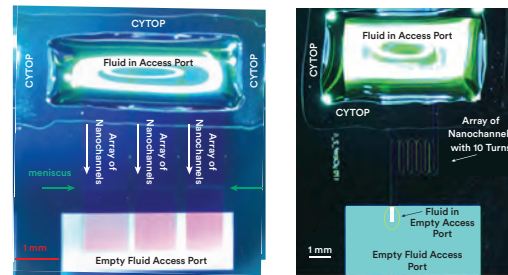 CYTOP
CYTOP
Fluid in Access Port
CYTOP
Array of
Nanochannels
Array of
Nanochannels
Array of
Nanochannels
meniscus
1 mm
Empty Fluid Access Port
Fluid in Access Port
CYTOP
CYTOP
Array of
Nanochannel
with 10 Turns
Fluid in
Empty Access
Port
1 mm
Empty Fluid Access
Port